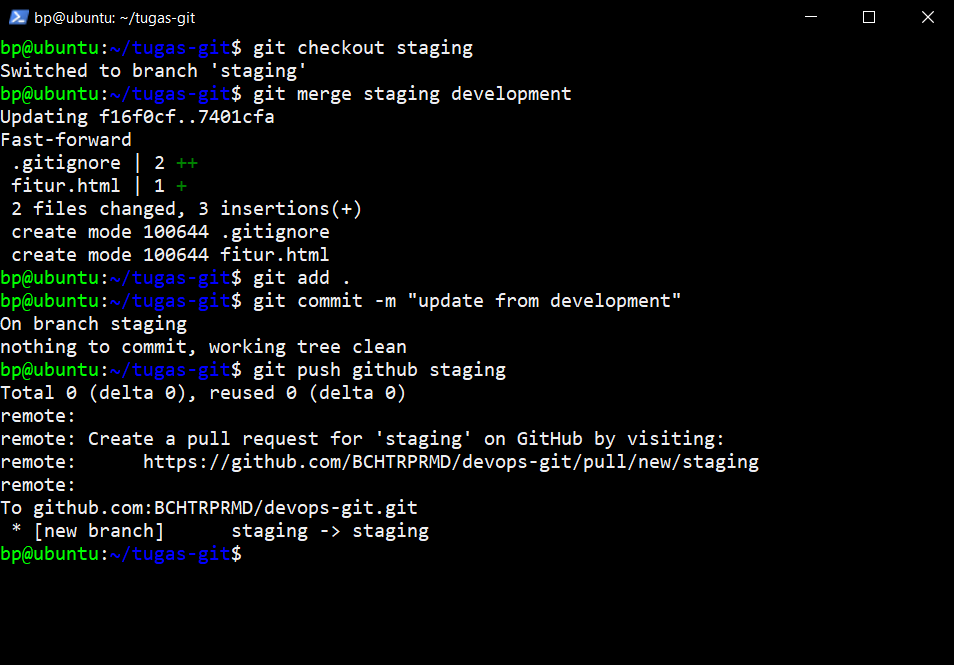 bp@ubuntu: ~/tugas-git
bp@ubuntu:~/tugas-git$ git checkout staging
Switched to branch 'staging'
bp@ubuntu:~/tugas-git$ git merge staging development
Updating f16f0cf..7401cfa
Fast-forward
 .gitignore | 2 ++
 fitur.html | 1 +
 2 files changed, 3 insertions(+)
 create mode 100644 .gitignore
 create mode 100644 fitur.html
bp@ubuntu:~/tugas-git$ git add .
bp@ubuntu:~/tugas-git$ git commit -m "update from development"
On branch staging
nothing to commit, working tree clean
bp@ubuntu:~/tugas-git$ git push github staging
Total 0 (delta 0), reused 0 (delta 0)
remote:
remote: Create a pull request for 'staging' on GitHub by visiting:
remote:      https://github.com/BCHTRPRMD/devops-git/pull/new/staging
remote:
To github.com:BCHTRPRMD/devops-git.git
 * [new branch]      staging -> staging
bp@ubuntu:~/tugas-git$